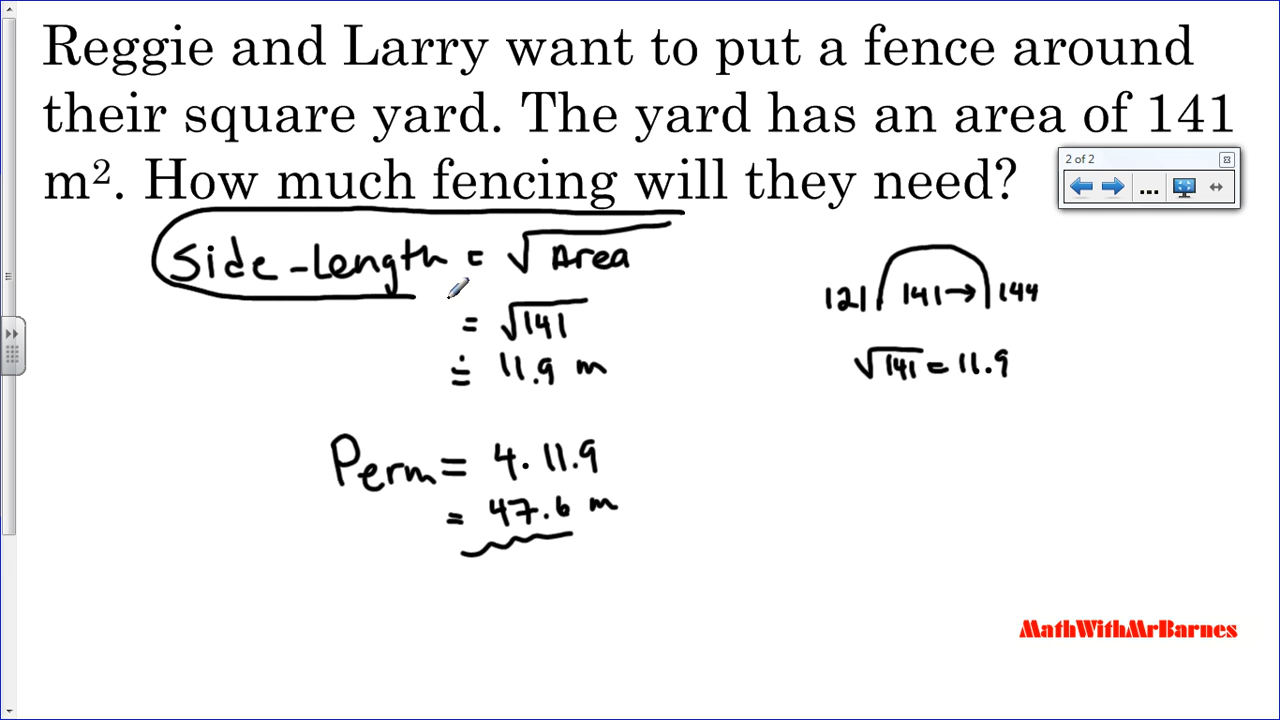 Reggie and Larry want to put a fence around
their square yard. The yard has an area of 141
m². How much fencing will they need?
2 of 2
...
Side-Length = √Area
= √141
≐ 11.9 m
121 141→ 144
√141 = 11.9
Perm = 4·11.9
= 47.6 m
MathWithMrBarnes